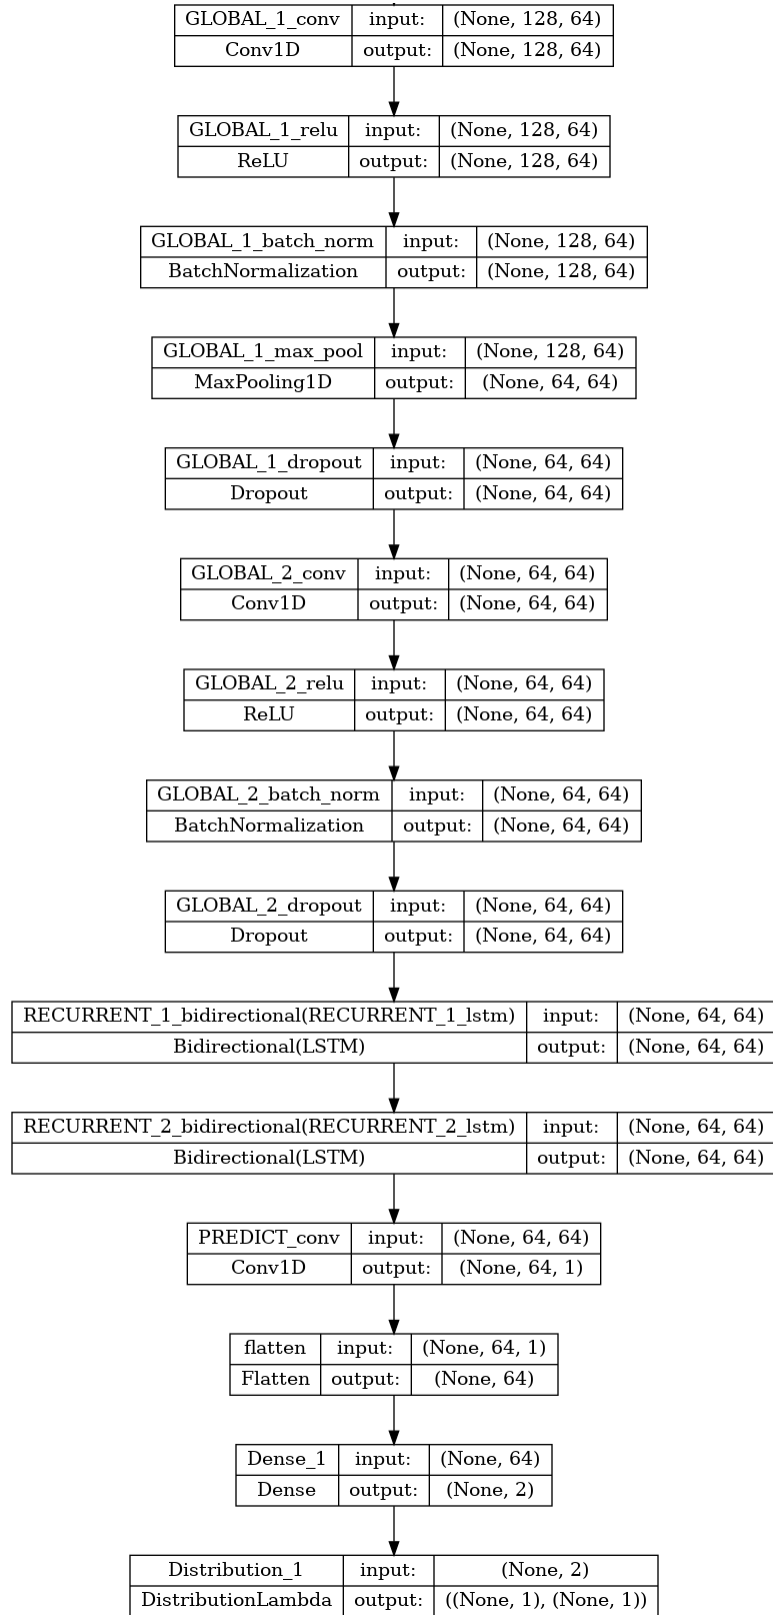 GLOBAL_1_conv input: (None, 128, 64)
Conv1D output: (None, 128, 64)
GLOBAL_1_relu input: (None, 128, 64)
ReLU output: (None, 128, 64)
GLOBAL_1_batch_norm input: (None, 128, 64)
BatchNormalization output: (None, 128, 64)
GLOBAL_1_max_pool input: (None, 128, 64)
MaxPooling1D output: (None, 64, 64)
GLOBAL_1_dropout input: (None, 64, 64)
Dropout output: (None, 64, 64)
GLOBAL_2_conv input: (None, 64, 64)
Conv1D output: (None, 64, 64)
GLOBAL_2_relu input: (None, 64, 64)
ReLU output: (None, 64, 64)
GLOBAL_2_batch_norm input: (None, 64, 64)
BatchNormalization output: (None, 64, 64)
GLOBAL_2_dropout input: (None, 64, 64)
Dropout output: (None, 64, 64)
RECURRENT_1_bidirectional(RECURRENT_1_lstm) input: (None, 64, 64)
Bidirectional(LSTM) output: (None, 64, 64)
RECURRENT_2_bidirectional(RECURRENT_2_lstm) input: (None, 64, 64)
Bidirectional(LSTM) output: (None, 64, 64)
PREDICT_conv input: (None, 64, 64)
Conv1D output: (None, 64, 1)
flatten input: (None, 64, 1)
Flatten output: (None, 64)
Dense_1 input: (None, 64)
Dense output: (None, 2)
Distribution_1 input: (None, 2)
DistributionLambda output: ((None, 1), (None, 1))